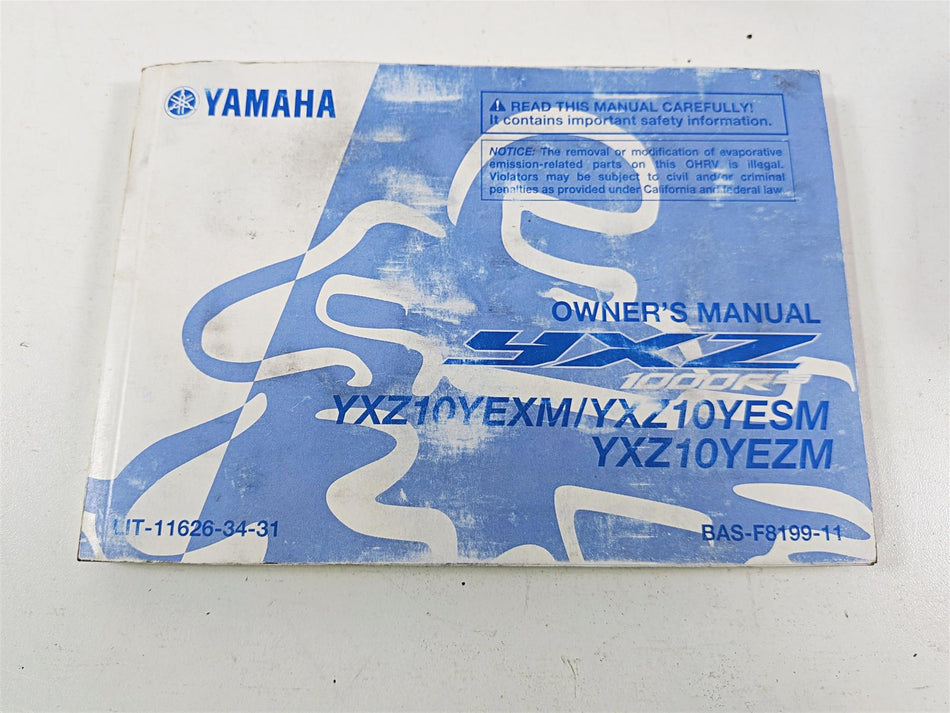 YAMAHA
READ THIS MANUAL CAREFULLY!
It contains important safety information.
NOTICE: The removal or modification of evaporative
emission-related parts on this OHRV is illegal.
Violators may be subject to civil and/or criminal
penalties as provided under California and federal law
OWNER'S MANUAL
YXZ
YXZ10YEXM/YXZ10YESM
YXZ10YEZM
LIT-11626-34-31
BAS-F8199-11